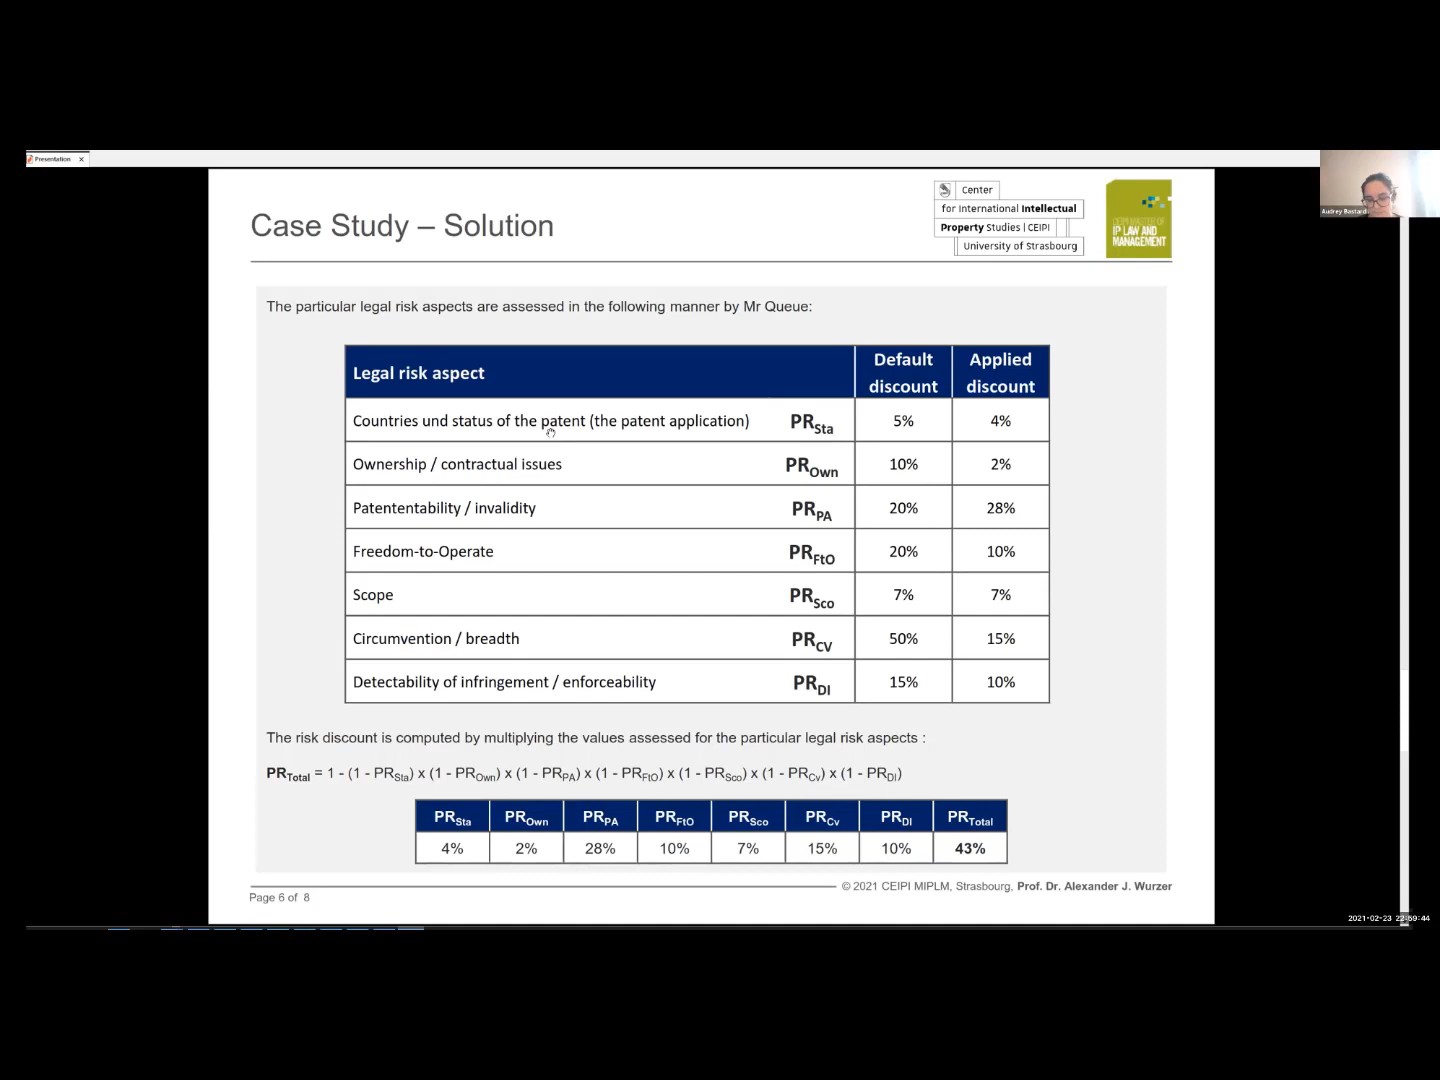 Presentation
Case Study – Solution
Center
for International Intellectual
Property Studies | CEIPI
University of Strasbourg
CEIPI MASTER OF
IP LAW AND
MANAGEMENT
The particular legal risk aspects are assessed in the following manner by Mr Queue:
Legal risk aspect Default discount Applied discount
Countries und status of the patent (the patent application) PRSta 5% 4%
Ownership / contractual issues PROwn 10% 2%
Patententability / invalidity PRPA 20% 28%
Freedom-to-Operate PRFtO 20% 10%
Scope PRSco 7% 7%
Circumvention / breadth PRCV 50% 15%
Detectability of infringement / enforceability PRDI 15% 10%
The risk discount is computed by multiplying the values assessed for the particular legal risk aspects :
PRTotal = 1 - (1 - PRSta) x (1 - PROwn) x (1 - PRPA) x (1 - PRFtO) x (1 - PRSco) x (1 - PRCv) x (1 - PRDI)
PRSta PROwn PRPA PRFtO PRSco PRCv PRDI PRTotal
4% 2% 28% 10% 7% 15% 10% 43%
© 2021 CEIPI MIPLM, Strasbourg, Prof. Dr. Alexander J. Wurzer
Page 6 of 8
Audrey
2021-02-23 22:59:44